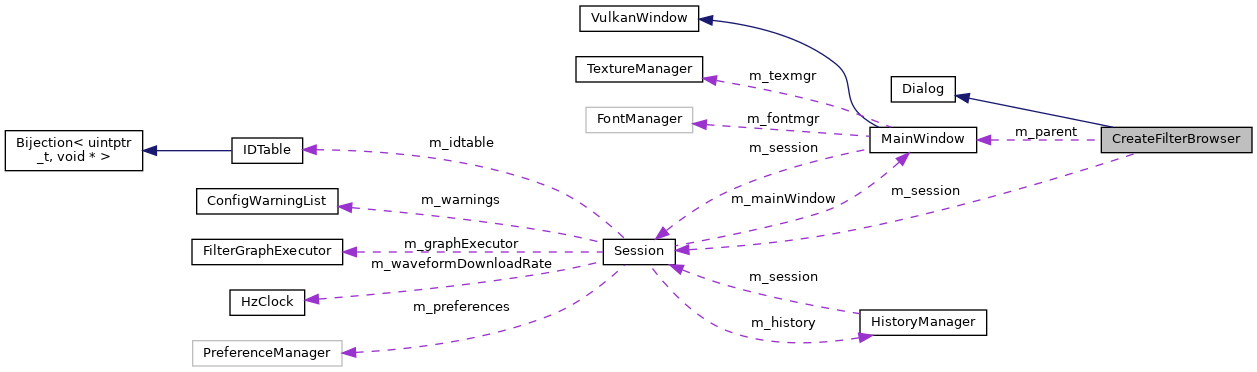 VulkanWindow
TextureManager
m_texmgr
Dialog
FontManager
m_fontmgr
m_parent
MainWindow
CreateFilterBrowser
Bijection< uintptr
_t, void * >
IDTable
m_idtable
m_session
ConfigWarningList
m_warnings
m_mainWindow
m_session
FilterGraphExecutor
m_graphExecutor
Session
m_waveformDownloadRate
m_session
HzClock
m_preferences
m_history
HistoryManager
PreferenceManager